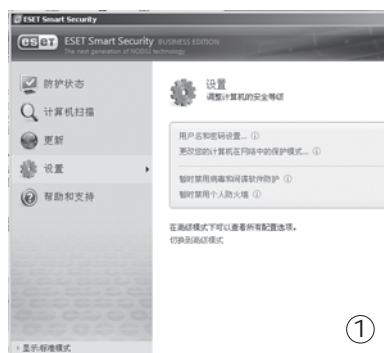 ESET Smart Security
eset ESET Smart Security BUSINESS EDITION
The next generation of NOD32 technology
防护状态
计算机扫描
更新
设置
帮助和支持
设置
调整计算机的安全等级
用户名和密码设置...
更改您的计算机在网络中的保护模式...
暂时禁用病毒和间谍软件防护
暂时禁用个人防火墙
在高级模式下可以查看所有配置选项。
切换到高级模式
显示:标准模式
①